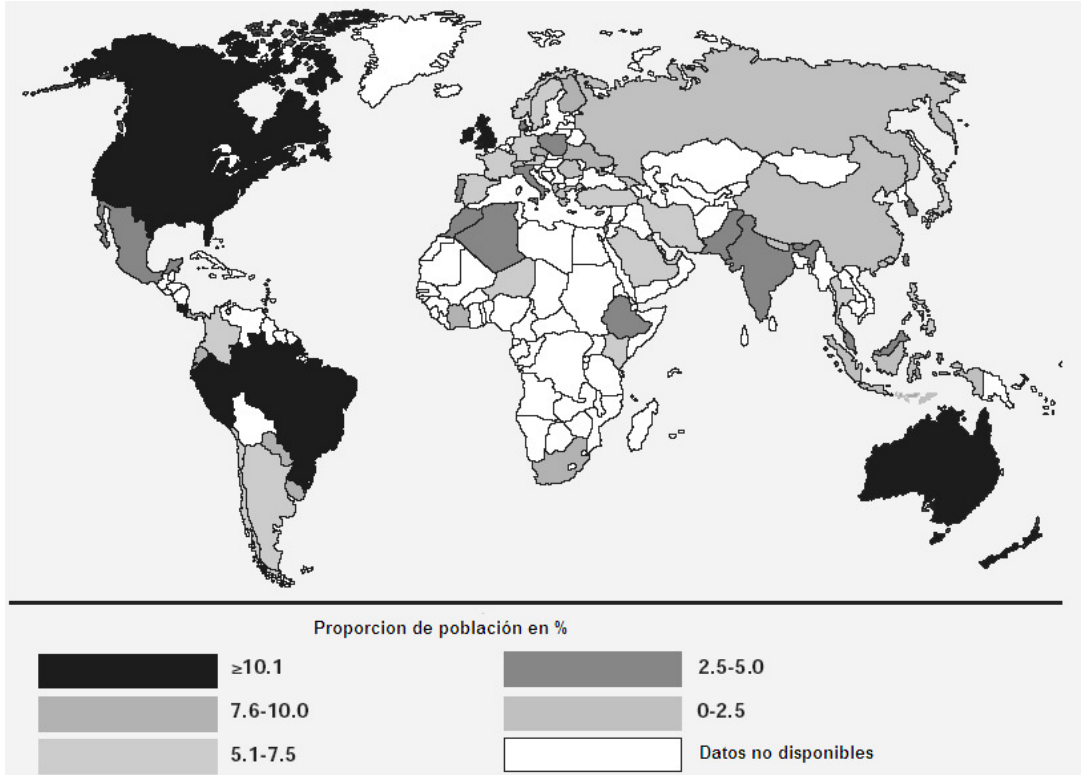 Proporcion de población en %
≥10.1
7.6-10.0
5.1-7.5
2.5-5.0
0-2.5
Datos no disponibles